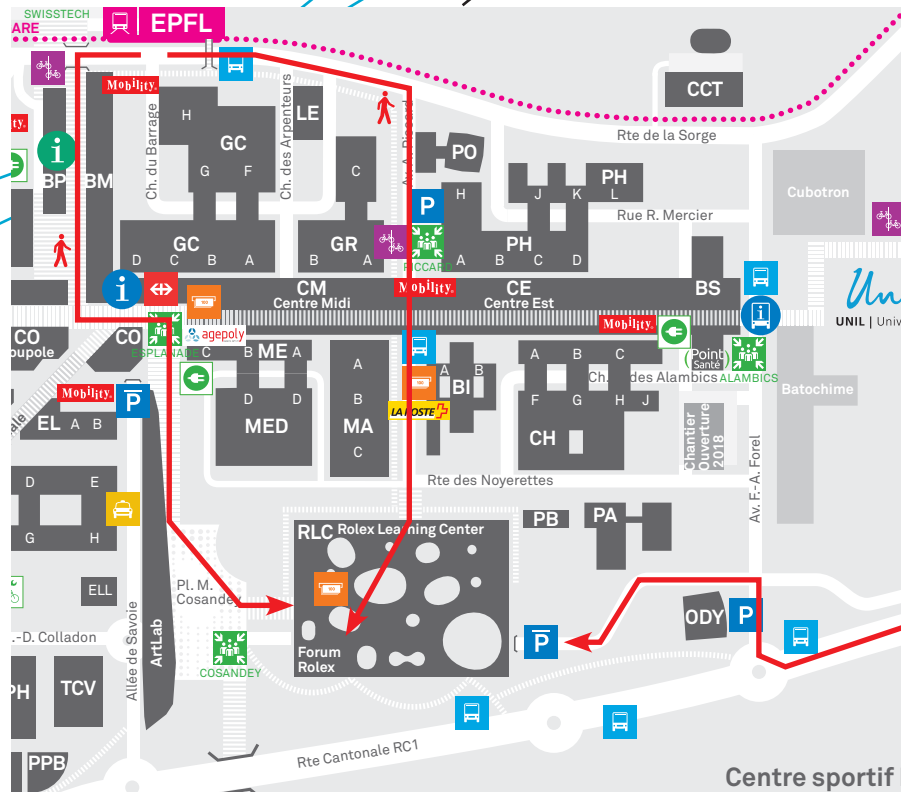 SWISSTECH
ARE
EPFL
CCT
Mobility.
H
LE
GC
G F
Ch. du Barrage
Ch. des Arpenteurs
Av. A. Piccard
Rte de la Sorge
ty.
i
BP
BM
C
PO
P
H
J
K
PH
L
Cubotron
Rue R. Mercier
GC
D C B A
GR
B A
PICCARD
PH
A B C D
i
CM
Centre Midi
Mobility.
CE
Centre Est
BS
i
Un
UNIL | Univ
CO
oupole
CO
ESPLANADE
agepoly
Mobility.
Point
Santé
ALAMBICS
C B ME A
D D
MED
A
MA
B
C
A B
BI
LA POSTE
A B C
F G H J
CH
Batochime
Chantier
Ouverture
2018
Av. F.-A. Forel
Mobility.
P
EL A B
D E
G H
Rte des Noyerettes
PB
PA
RLC Rolex Learning Center
ELL
Pl. M.
Cosandey
ArtLab
Allée de Savoie
.-D. Colladon
Forum
Rolex
P
ODY
P
COSANDEY
PH
TCV
PPB
Rte Cantonale RC1
Centre sportif